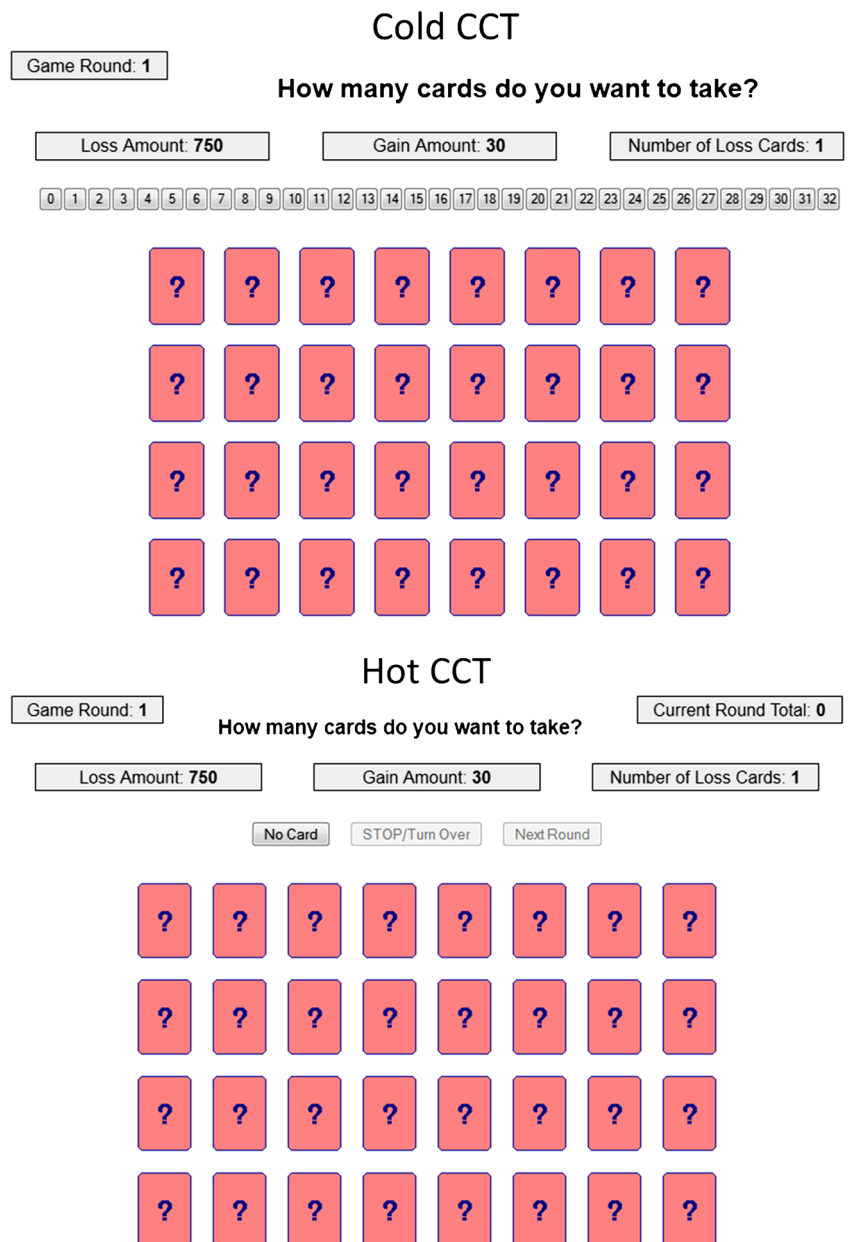 Cold CCT
Game Round: 1
How many cards do you want to take?
Loss Amount: 750 Gain Amount: 30 Number of Loss Cards: 1
0 1 2 3 4 5 6 7 8 9 10 11 12 13 14 15 16 17 18 19 20 21 22 23 24 25 26 27 28 29 30 31 32
? ? ? ? ? ? ? ?
? ? ? ? ? ? ? ?
? ? ? ? ? ? ? ?
? ? ? ? ? ? ? ?
Hot CCT
Game Round: 1 Current Round Total: 0
How many cards do you want to take?
Loss Amount: 750 Gain Amount: 30 Number of Loss Cards: 1
No Card STOP/Turn Over Next Round
? ? ? ? ? ? ? ?
? ? ? ? ? ? ? ?
? ? ? ? ? ? ? ?
? ? ? ? ? ? ? ?